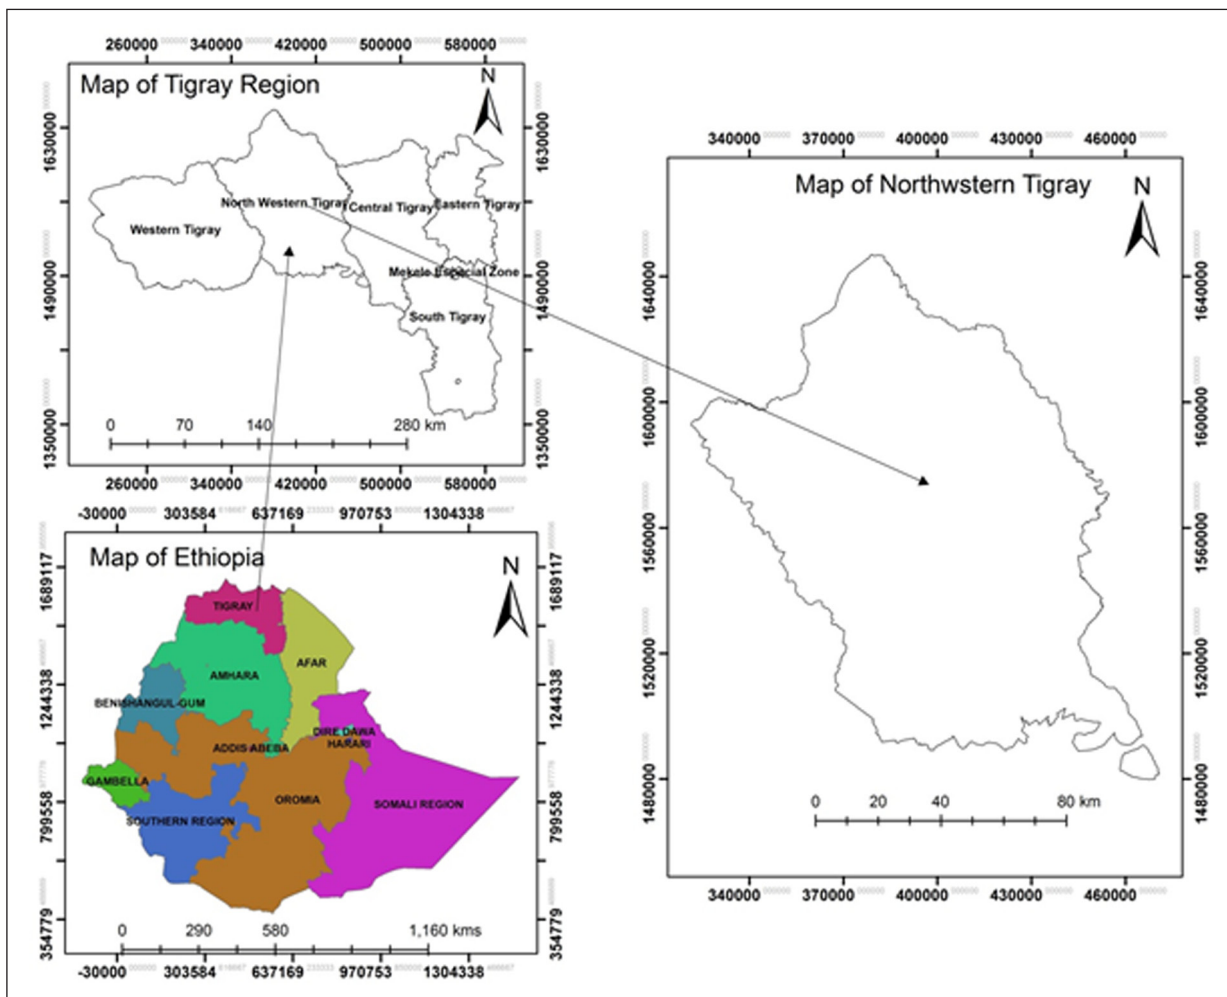 260000 340000 420000 500000 580000
Map of Tigray Region
N
1630000
1490000
1350000
1630000
1490000
1350000
North Western Tigray
Central Tigray
Eastern Tigray
Western Tigray
Mekele Especial Zone
South Tigray
0 70 140 280 km
260000 340000 420000 500000 580000
-30000 303584 637169 970753 1304338
Map of Ethiopia
N
1689117
1244338
799558
354779
1689117
1244338
799558
354779
TIGRAY
AFAR
AMHARA
BENISHANGUL-GUM
DIRE DAWA
HARARI
ADDIS ABEBA
GAMBELLA
OROMIA
SOMALI REGION
SOUTHERN REGION
0 290 580 1,160 kms
-30000 303584 637169 970753 1304338
340000 370000 400000 430000 460000
Map of Northwstern Tigray
N
1640000
1600000
1560000
1520000
1480000
1640000
1600000
1560000
1520000
1480000
0 20 40 80 km
340000 370000 400000 430000 460000